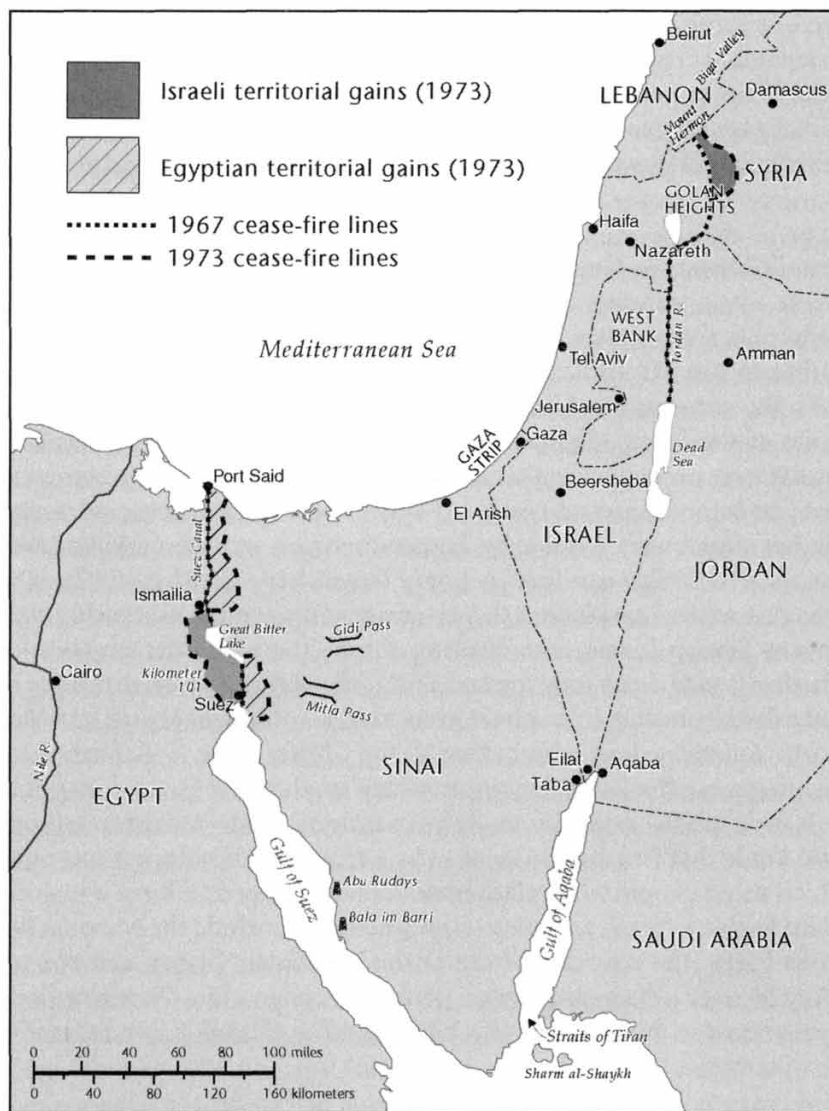 Israeli territorial gains (1973)
Egyptian territorial gains (1973)
1967 cease-fire lines
1973 cease-fire lines
Beirut
Biqa Valley
LEBANON
Damascus
Mount
Hermon
SYRIA
GOLAN
HEIGHTS
Haifa
Nazareth
Mediterranean Sea
WEST
BANK
Jordan R.
Tel Aviv
Amman
Jerusalem
GAZA
STRIP
Gaza
Dead
Sea
Port Said
Beersheba
El Arish
ISRAEL
Suez Canal
JORDAN
Ismailia
Great Bitter
Lake
Gidi Pass
Cairo
Kilometer
101
Suez
Mitla Pass
Nile R.
SINAI
Eilat
Aqaba
Taba
EGYPT
Gulf of Suez
Abu Rudays
Bala im Barri
Gulf of Aqaba
SAUDI ARABIA
Straits of Tiran
Sharm al-Shaykh
0 20 40 60 80 100 miles
0 40 80 120 160 kilometers